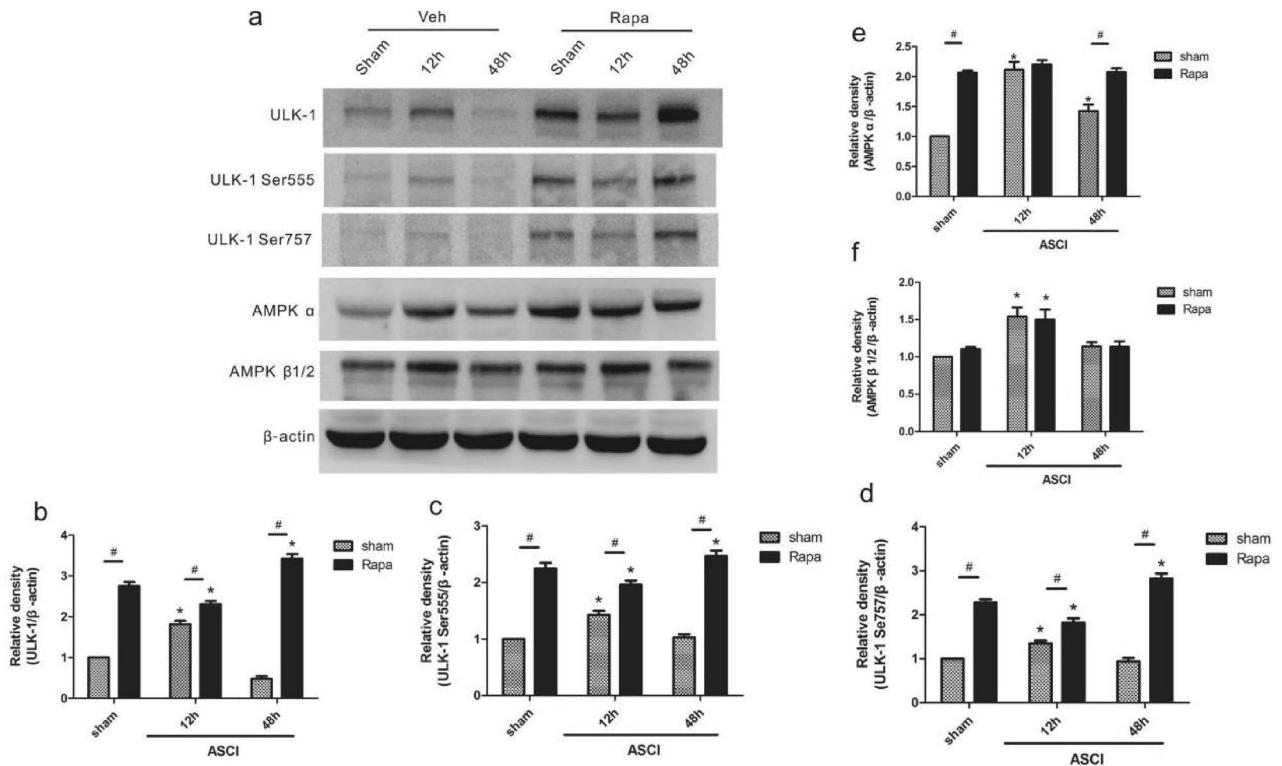 a
Veh Rapa
Sham 12h 48h Sham 12h 48h
ULK-1
ULK-1 Ser555
ULK-1 Ser757
AMPK α
AMPK β1/2
β-actin
e
Relative density
(AMPK α/β -actin)
2.5
2.0
1.5
1.0
0.5
0.0
# * # *
sham
Rapa
sham 12h 48h
ASCI
f
Relative density
(AMPK β 1/2/β-actin)
2.0
1.5
1.0
0.5
0.0
* *
sham
Rapa
sham 12h 48h
ASCI
b
Relative density
(ULK-1/β -actin)
4
3
2
1
0
# # * * # *
sham
Rapa
sham 12h 48h
ASCI
c
Relative density
(ULK-1 Ser555/β-actin)
3
2
1
0
# # * * # *
sham
Rapa
sham 12h 48h
ASCI
d
Relative density
(ULK-1 Se757/β -actin)
4
3
2
1
0
# # * * # *
sham
Rapa
sham 12h 48h
ASCI